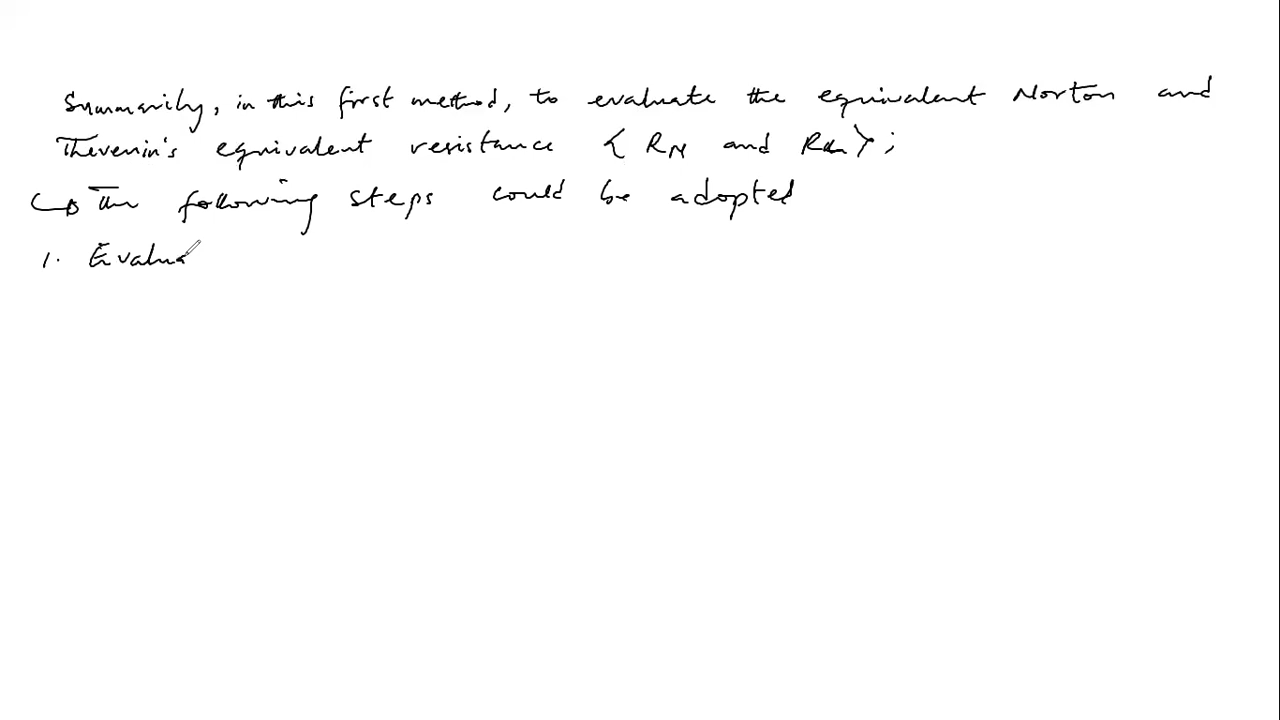 Summarily, in this first method, to evaluate the equivalent Norton and
Thevenin's equivalent resistance { RN and Rth } ;
↳ The following steps could be adopted
1. Evalua